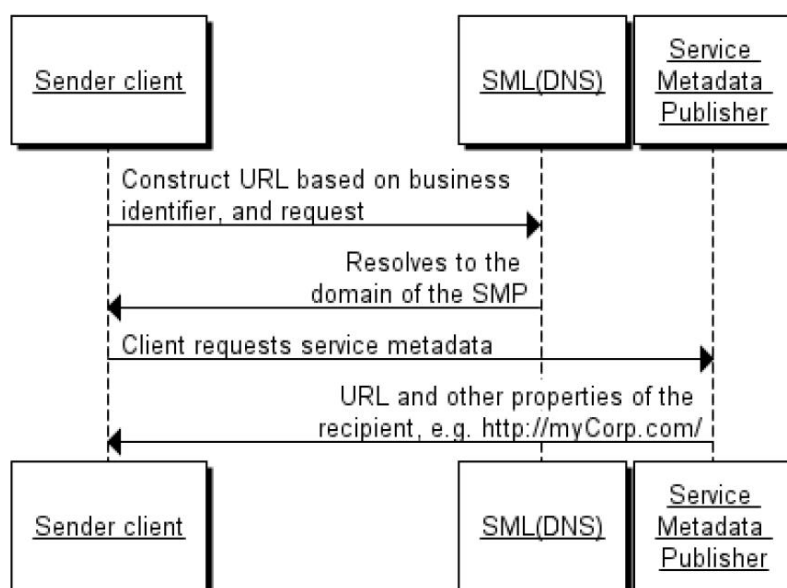 Sender client
SML(DNS)
Service
Metadata
Publisher
Construct URL based on business
identifier, and request
Resolves to the
domain of the SMP
Client requests service metadata
URL and other properties of the
recipient, e.g. http://myCorp.com/
Sender client
SML(DNS)
Service
Metadata
Publisher